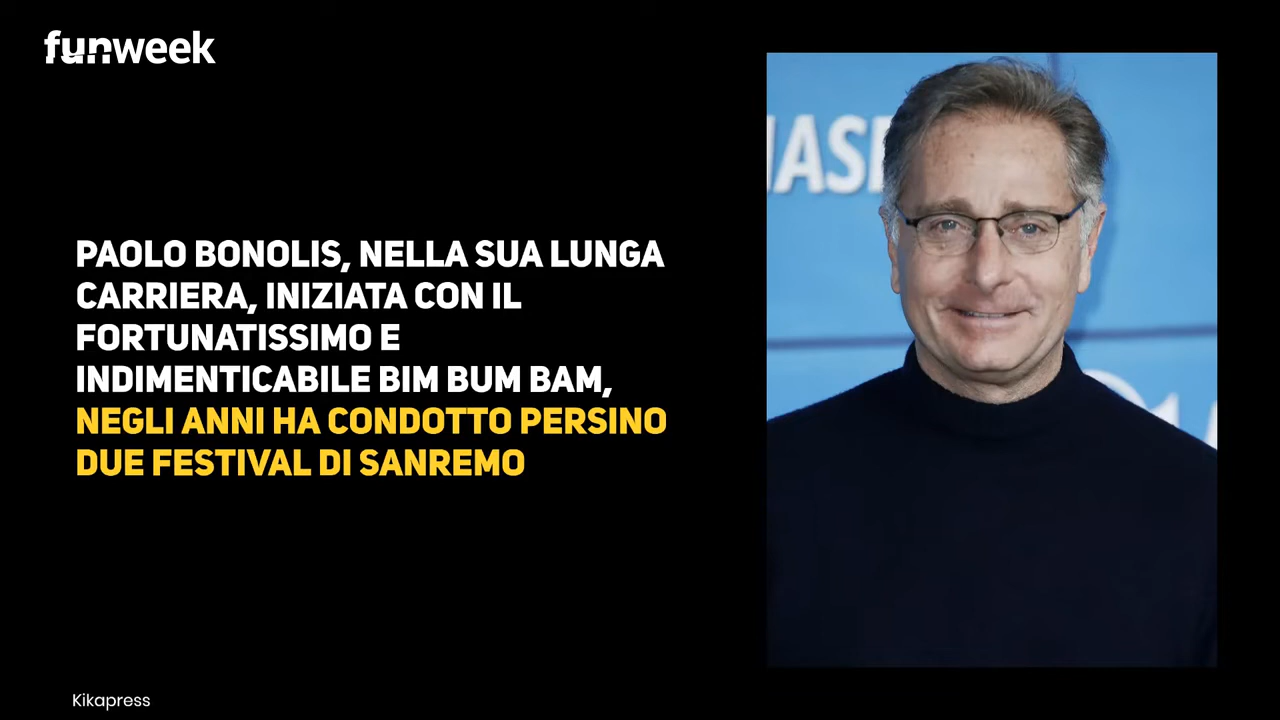 funweek
PAOLO BONOLIS, NELLA SUA LUNGA
CARRIERA, INIZIATA CON IL
FORTUNATISSIMO E
INDIMENTICABILE BIM BUM BAM,
NEGLI ANNI HA CONDOTTO PERSINO
DUE FESTIVAL DI SANREMO
Kikapress